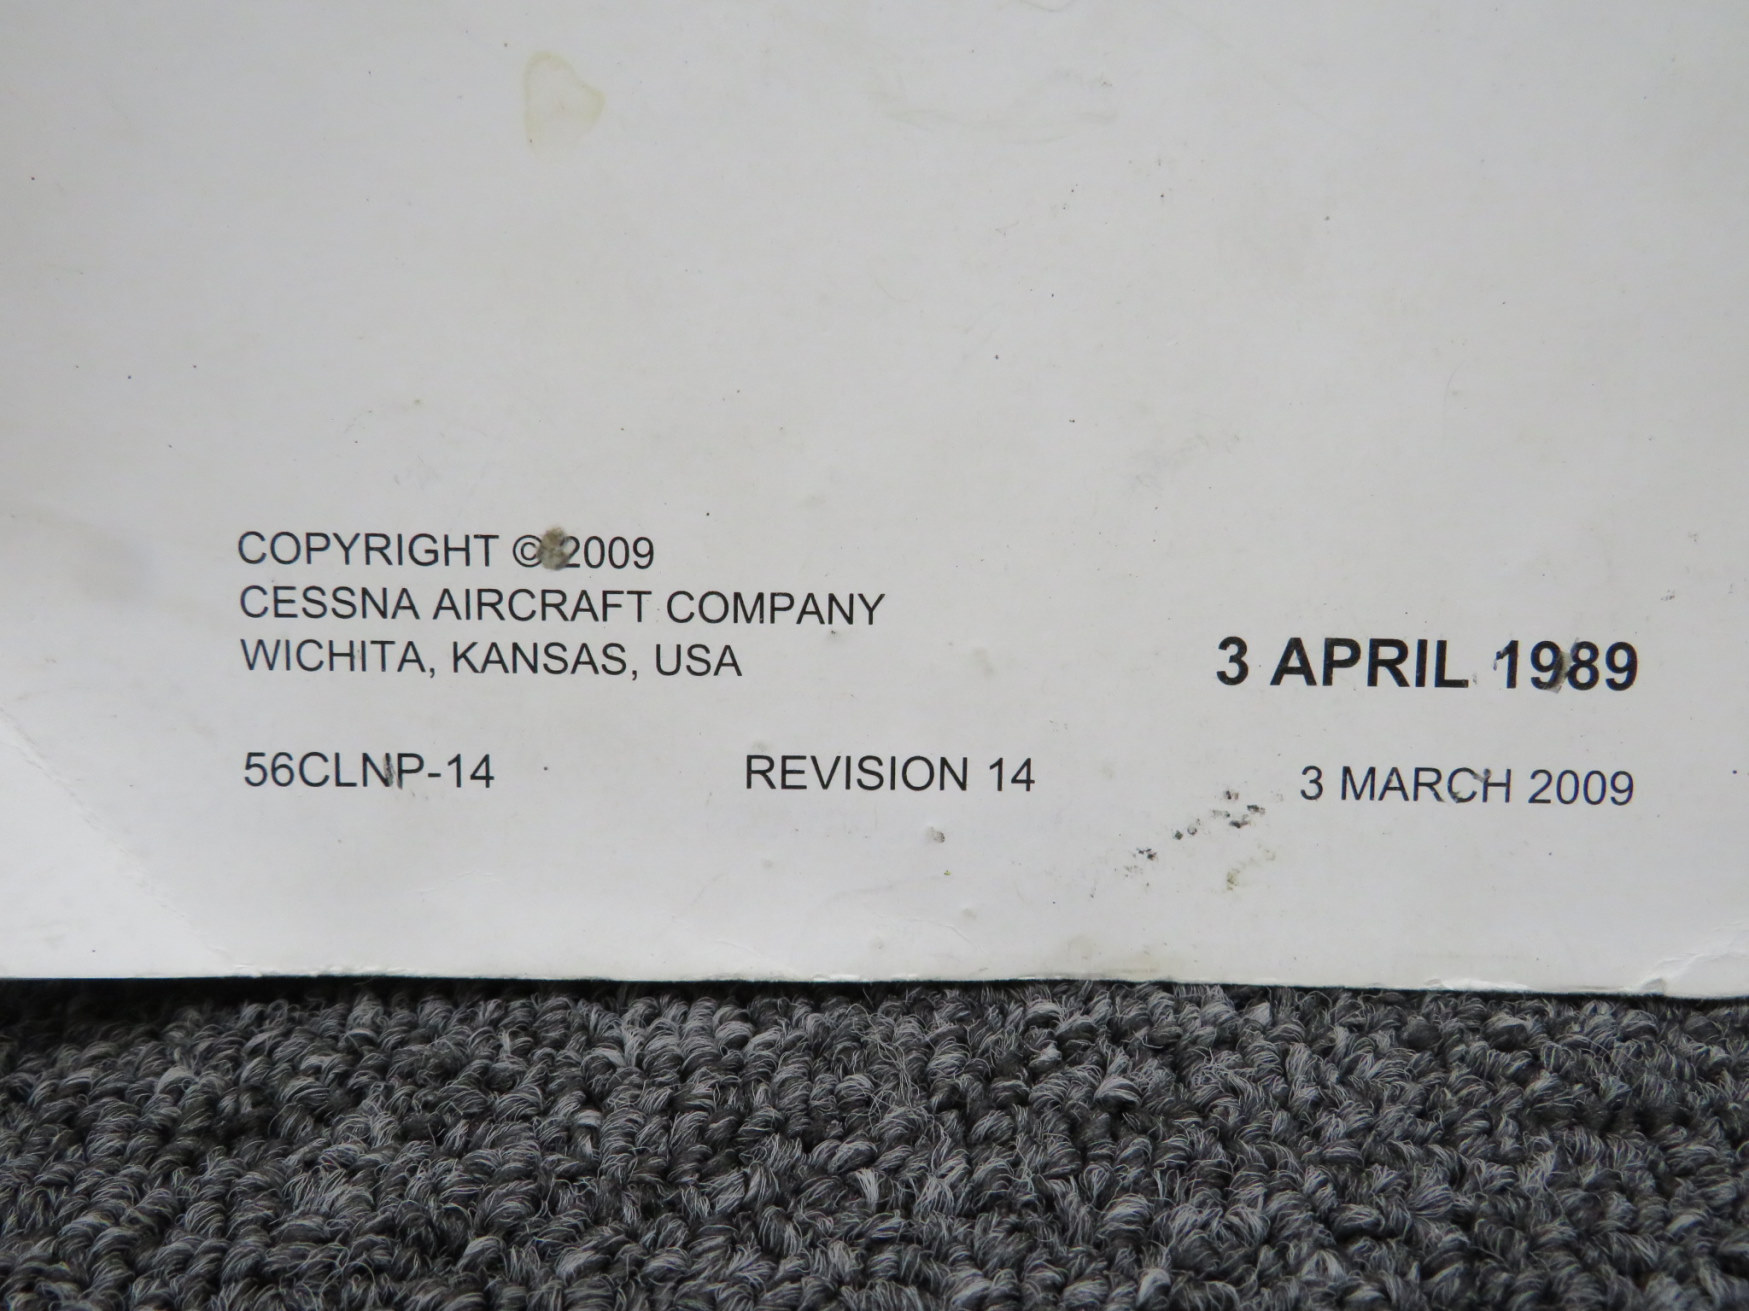 COPYRIGHT © 2009
CESSNA AIRCRAFT COMPANY
WICHITA, KANSAS, USA
3 APRIL 1989
56CLNP-14 REVISION 14 3 MARCH 2009